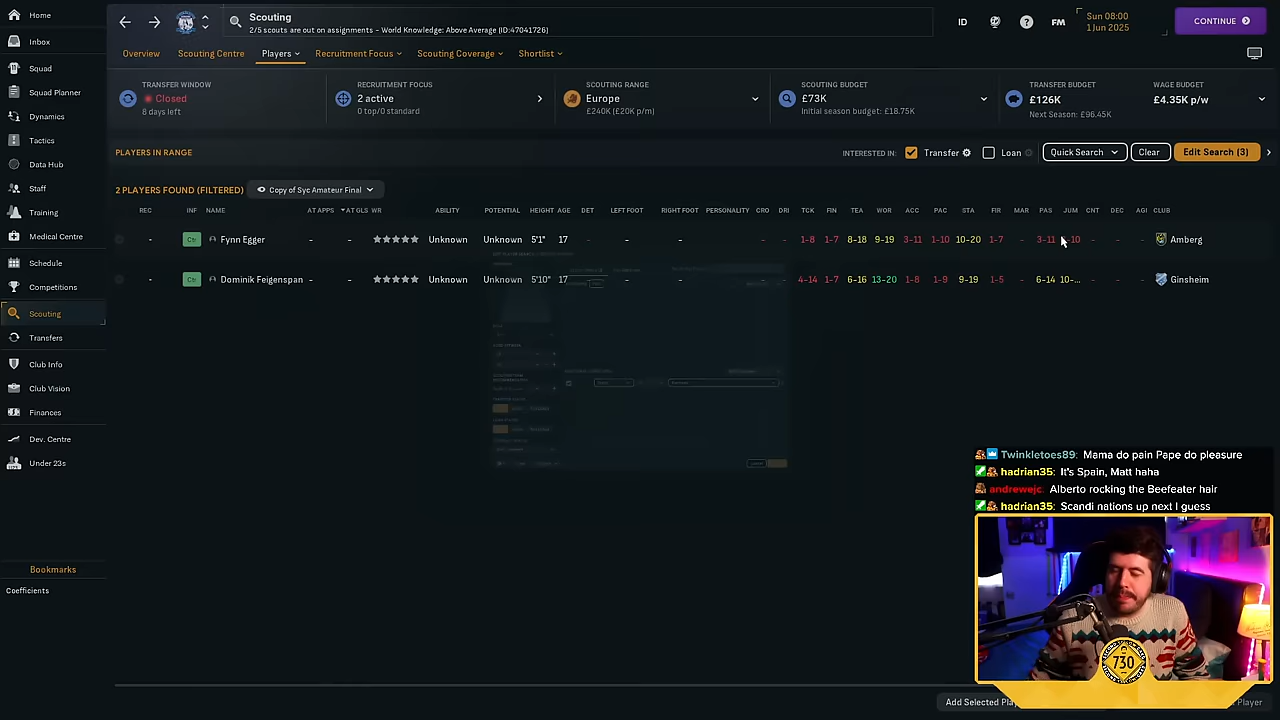 Home
Scouting
2/5 scouts are out on assignments - World Knowledge: Above Average (ID:47041726)
ID
FM
Sun 08:00
1 Jun 2025
CONTINUE
Inbox
Squad
Squad Planner
Dynamics
Tactics
Data Hub
Staff
Training
Medical Centre
Schedule
Competitions
Scouting
Transfers
Club Info
Club Vision
Finances
Dev. Centre
Under 23s
Bookmarks
Coefficients
Overview Scouting Centre Players Recruitment Focus Scouting Coverage Shortlist
TRANSFER WINDOW
Closed
8 days left
RECRUITMENT FOCUS
2 active
0 top/0 standard
SCOUTING RANGE
Europe
£240K (£20K p/m)
SCOUTING BUDGET
£73K
Initial season budget: £18.75K
TRANSFER BUDGET
£126K
Next Season: £96.45K
WAGE BUDGET
£4.35K p/w
PLAYERS IN RANGE
INTERESTED IN: Transfer Loan Quick Search Clear Edit Search (3)
2 PLAYERS FOUND (FILTERED) Copy of Syc Amateur Final
REC INF NAME AT APPS AT GLS WR ABILITY POTENTIAL HEIGHT AGE DET LEFT FOOT RIGHT FOOT PERSONALITY CRO DRI TCK FIN TEA WOR ACC PAC STA FIR MAR PAS JUM CNT DEC AGI CLUB
- Ctr Fynn Egger - - Unknown Unknown 5'1" 17 - - - - - 1-8 1-7 8-18 9-19 3-11 1-10 10-20 1-7 - 3-11 -10 - - - Amberg
- Ctr Dominik Feigenspan - - Unknown Unknown 5'10" 17 - - - - - 4-14 1-7 6-16 13-20 1-8 1-9 9-19 1-5 - 6-14 10-... - - - Ginsheim
Twinkletoes89: Mama do pain Pape do pleasure
hadrian35: It's Spain, Matt haha
andrewejc: Alberto rocking the Beefeater hair
hadrian35: Scandi nations up next I guess
730
Add Selected Pla
Player